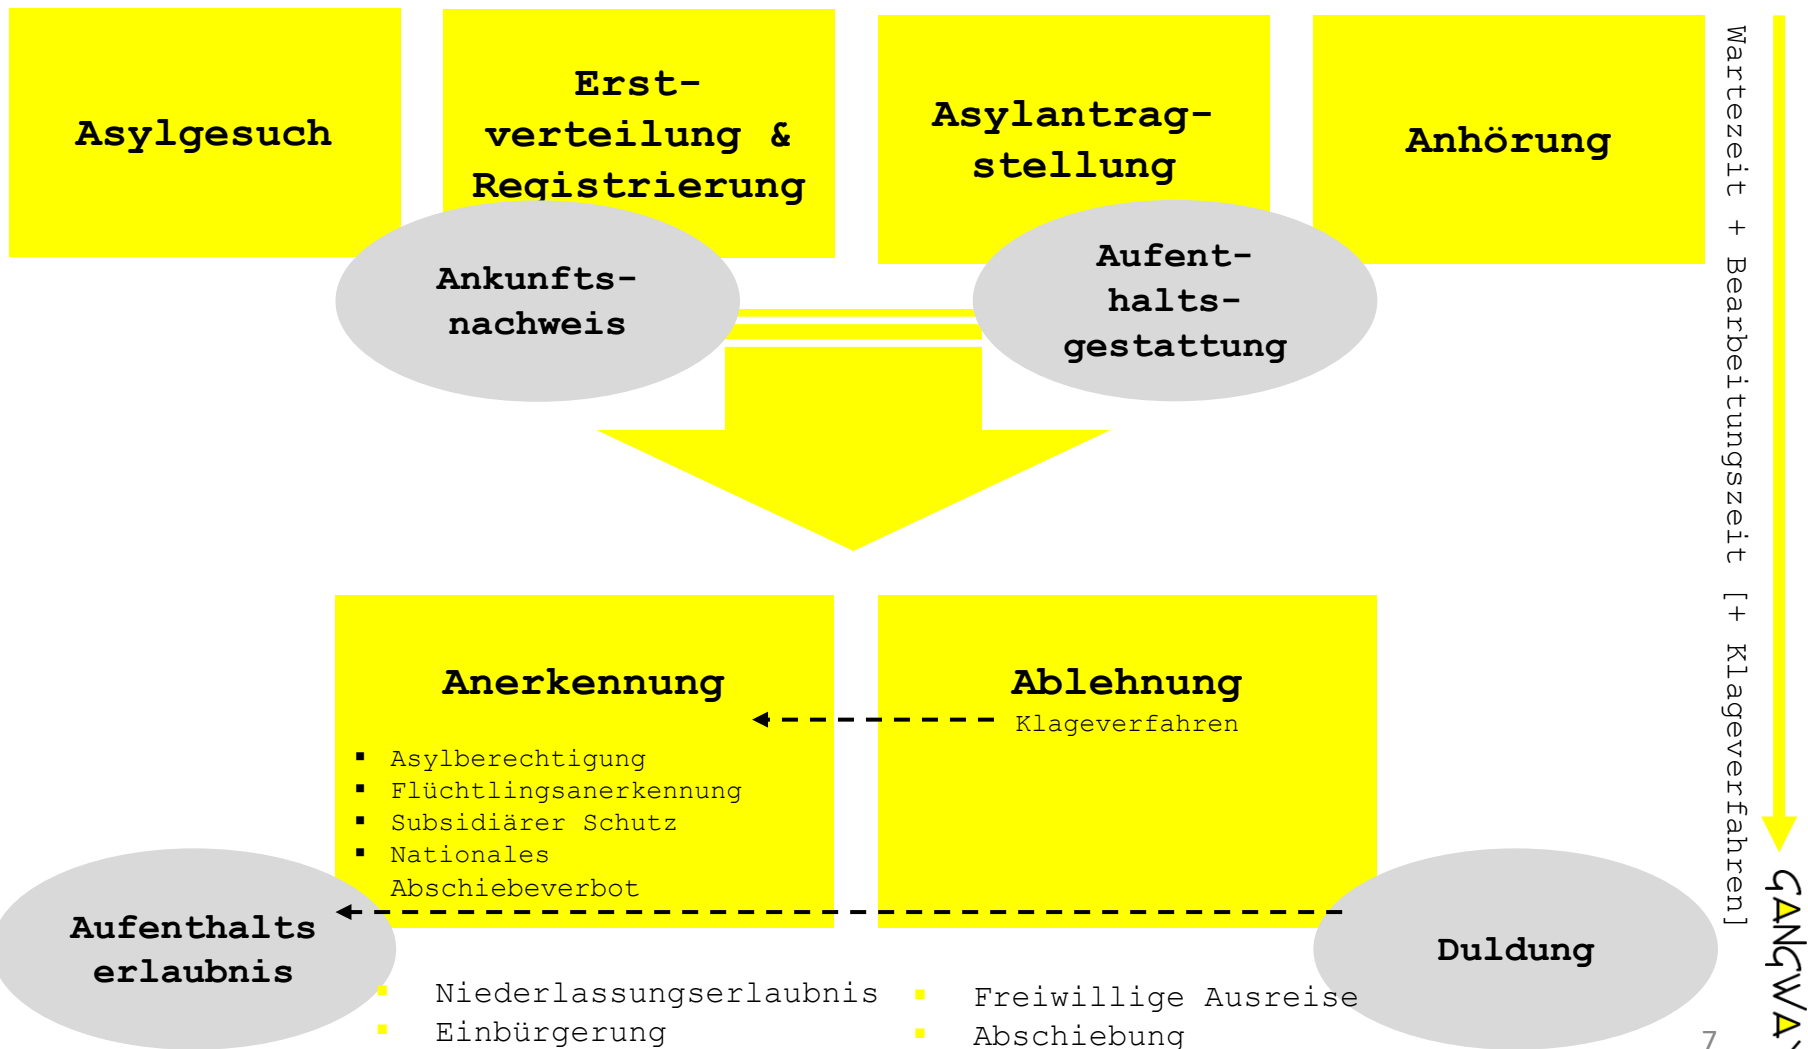 Asylgesuch
Erst-
verteilung &
Registrierung
Asylantrag-
stellung
Anhörung
Ankunfts-
nachweis
Aufent-
halts-
gestattung
Wartezeit + Bearbeitungszeit [+ Klageverfahren]
Anerkennung
▪ Asylberechtigung
▪ Flüchtlingsanerkennung
▪ Subsidiärer Schutz
▪ Nationales
Abschiebeverbot
Ablehnung
Klageverfahren
Aufenthalts
erlaubnis
Duldung
▪ Niederlassungserlaubnis
▪ Einbürgerung
▪ Freiwillige Ausreise
▪ Abschiebung
7
GANGWAY